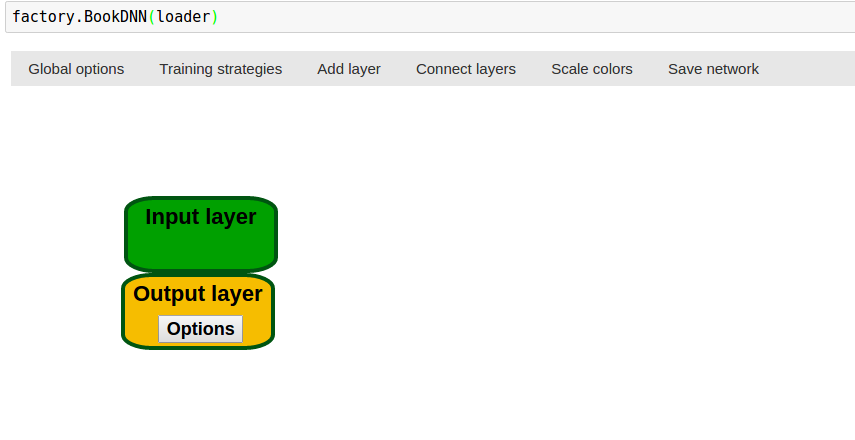 factory.BookDNN(loader)
Global options Training strategies Add layer Connect layers Scale colors Save network
Input layer
Output layer
Options